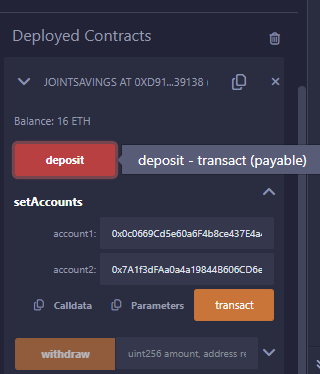 Deployed Contracts
JOINTSAVINGS AT 0XD91...39138 (
Balance: 16 ETH
deposit
deposit - transact (payable)
setAccounts
account1: 0x0c0669Cd5e60a6F4b8ce437E4a
account2: 0x7A1f3dFAa0a4a19844B606CD6e
Calldata Parameters transact
withdraw uint256 amount, address re